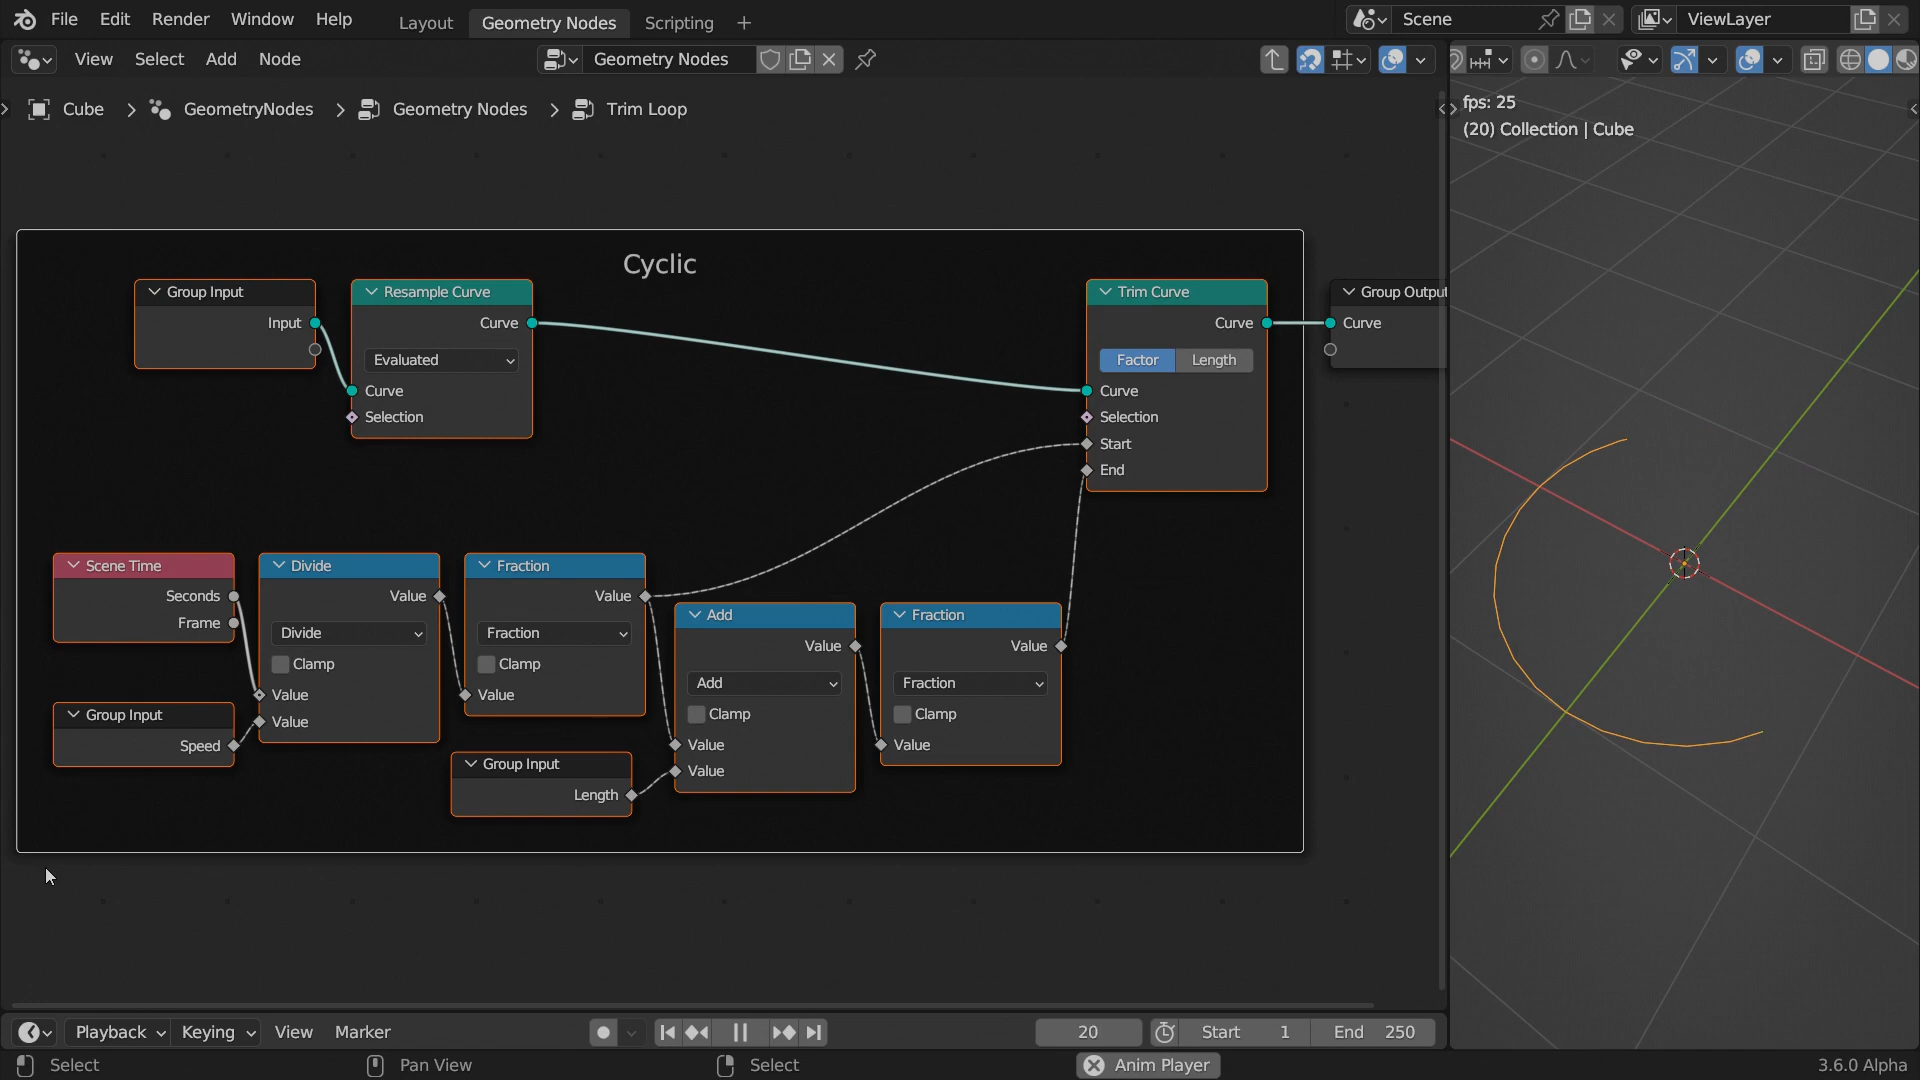 File Edit Render Window Help Layout Geometry Nodes Scripting + Scene ViewLayer
View Select Add Node Geometry Nodes
Cube GeometryNodes Geometry Nodes Trim Loop
fps: 25
(20) Collection | Cube
Cyclic
Group Input
Input
Resample Curve
Curve
Evaluated
Curve
Selection
Trim Curve
Curve
Factor Length
Curve
Selection
Start
End
Group Output
Curve
Scene Time
Seconds
Frame
Group Input
Speed
Divide
Value
Divide
Clamp
Value
Value
Fraction
Value
Fraction
Clamp
Value
Group Input
Length
Add
Value
Add
Clamp
Value
Value
Fraction
Value
Fraction
Clamp
Value
Playback Keying View Marker 20 Start 1 End 250
Select Pan View Select Anim Player 3.6.0 Alpha